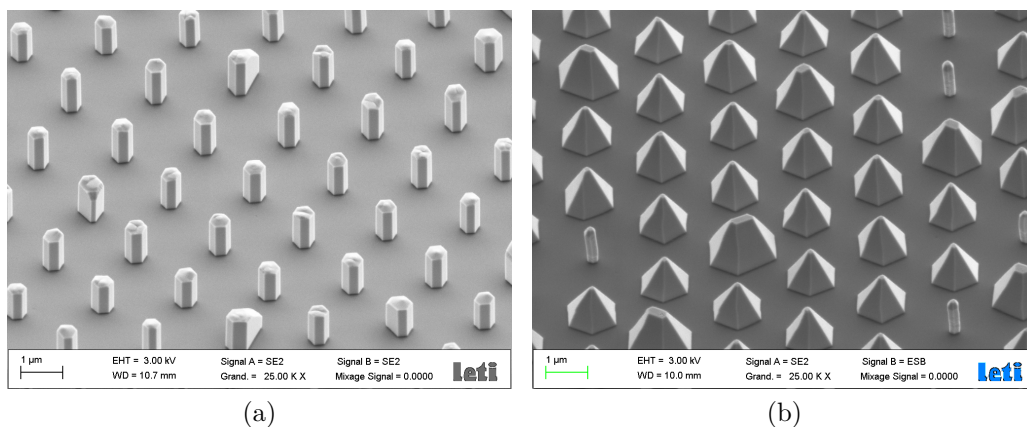 1 µm
EHT = 3.00 kV
WD = 10.7 mm
Signal A = SE2
Grand. = 25.00 K X
Signal B = SE2
Mixage Signal = 0.0000
leti
1 µm
EHT = 3.00 kV
WD = 10.0 mm
Signal A = SE2
Grand. = 25.00 K X
Signal B = ESB
Mixage Signal = 0.0000
leti
(a)
(b)